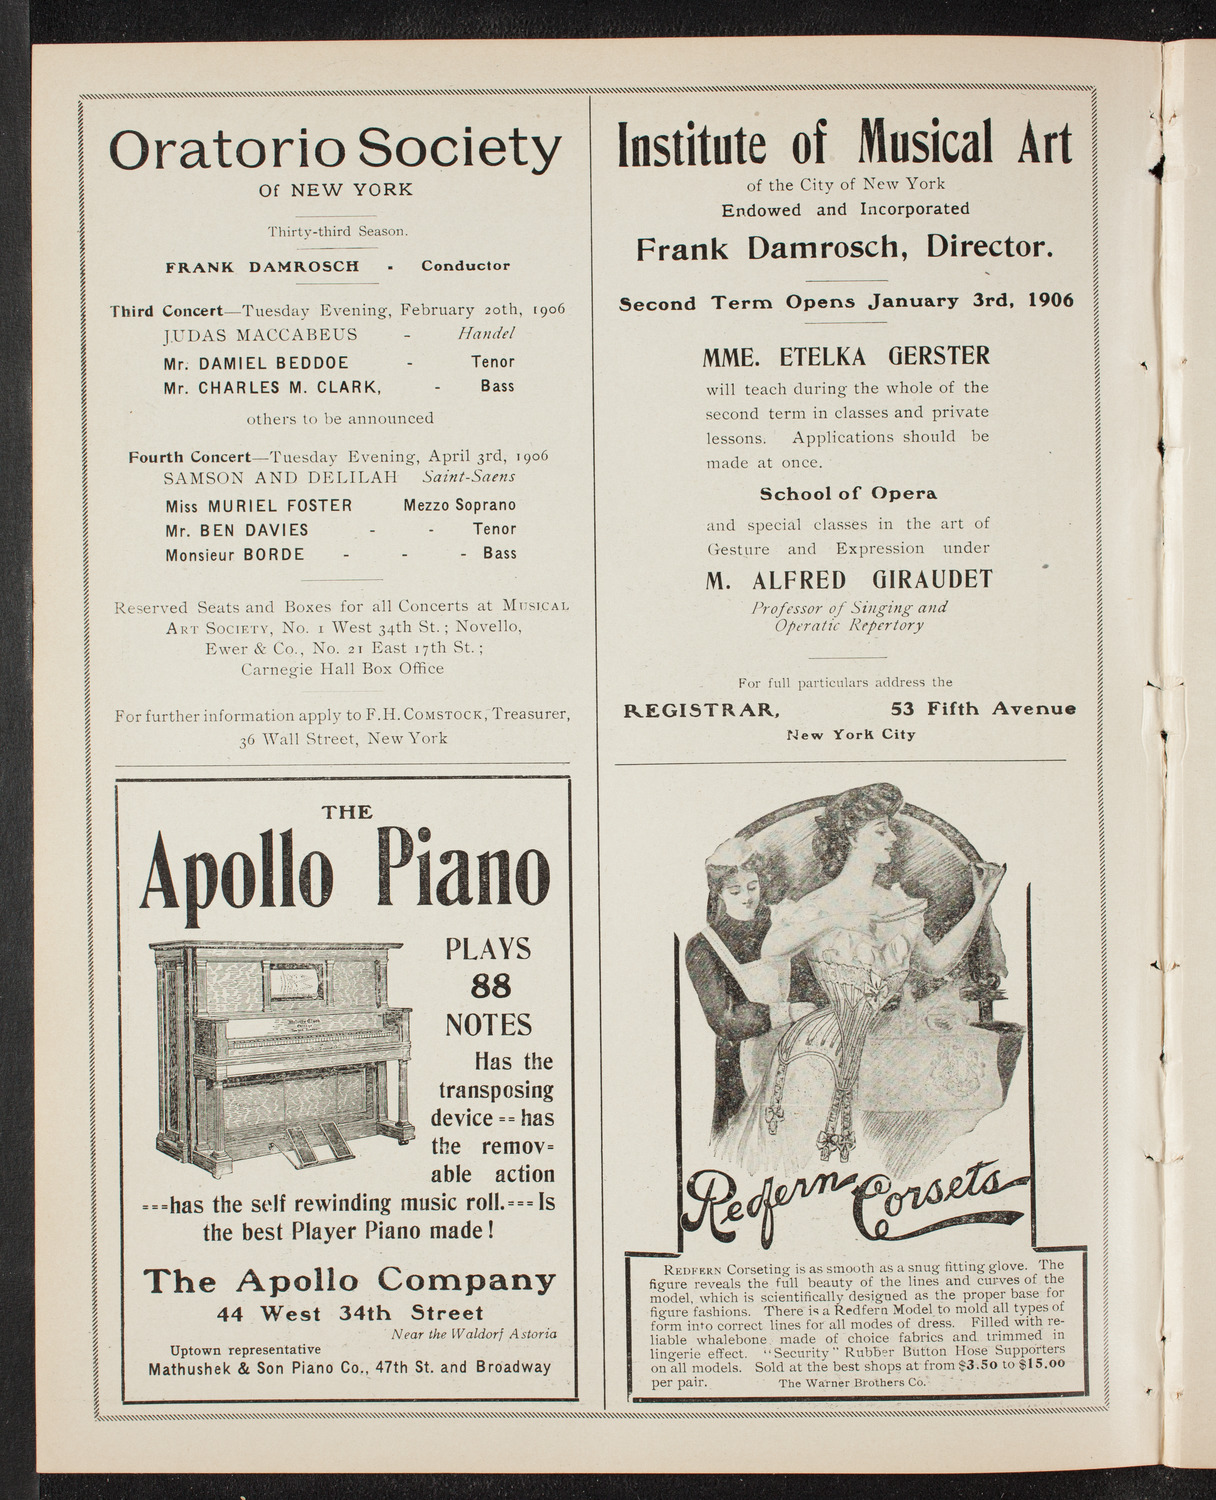 Oratorio Society
Of NEW YORK
Thirty-third Season.
FRANK DAMROSCH - Conductor
Third Concert—Tuesday Evening, February 20th, 1906
JUDAS MACCABEUS - Handel
Mr. DAMIEL BEDDOE - Tenor
Mr. CHARLES M. CLARK, - Bass
others to be announced
Fourth Concert—Tuesday Evening, April 3rd, 1906
SAMSON AND DELILAH Saint-Saens
Miss MURIEL FOSTER Mezzo Soprano
Mr. BEN DAVIES - - Tenor
Monsieur BORDE - - - Bass
Reserved Seats and Boxes for all Concerts at MUSICAL
ART SOCIETY, No. 1 West 34th St.; Novello,
Ewer & Co., No. 21 East 17th St.;
Carnegie Hall Box Office
For further information apply to F.H. COMSTOCK, Treasurer,
36 Wall Street, New York
THE
Apollo Piano
PLAYS
88
NOTES
Has the
transposing
device == has
the remov=
able action
===has the self rewinding music roll.===Is
the best Player Piano made!
The Apollo Company
44 West 34th Street
Near the Waldorf Astoria
Uptown representative
Mathushek & Son Piano Co., 47th St. and Broadway
Institute of Musical Art
of the City of New York
Endowed and Incorporated
Frank Damrosch, Director.
Second Term Opens January 3rd, 1906
MME. ETELKA GERSTER
will teach during the whole of the
second term in classes and private
lessons. Applications should be
made at once.
School of Opera
and special classes in the art of
Gesture and Expression under
M. ALFRED GIRAUDET
Professor of Singing and
Operatic Repertory
For full particulars address the
REGISTRAR, 53 Fifth Avenue
New York City
Redfern Corsets
REDFERN Corseting is as smooth as a snug fitting glove. The
figure reveals the full beauty of the lines and curves of the
model, which is scientifically designed as the proper base for
figure fashions. There is a Redfern Model to mold all types of
form into correct lines for all modes of dress. Filled with re-
liable whalebone made of choice fabrics and trimmed in
lingerie effect. "Security" Rubber Button Hose Supporters
on all models. Sold at the best shops at from $3.50 to $15.00
per pair. The Warner Brothers Co.